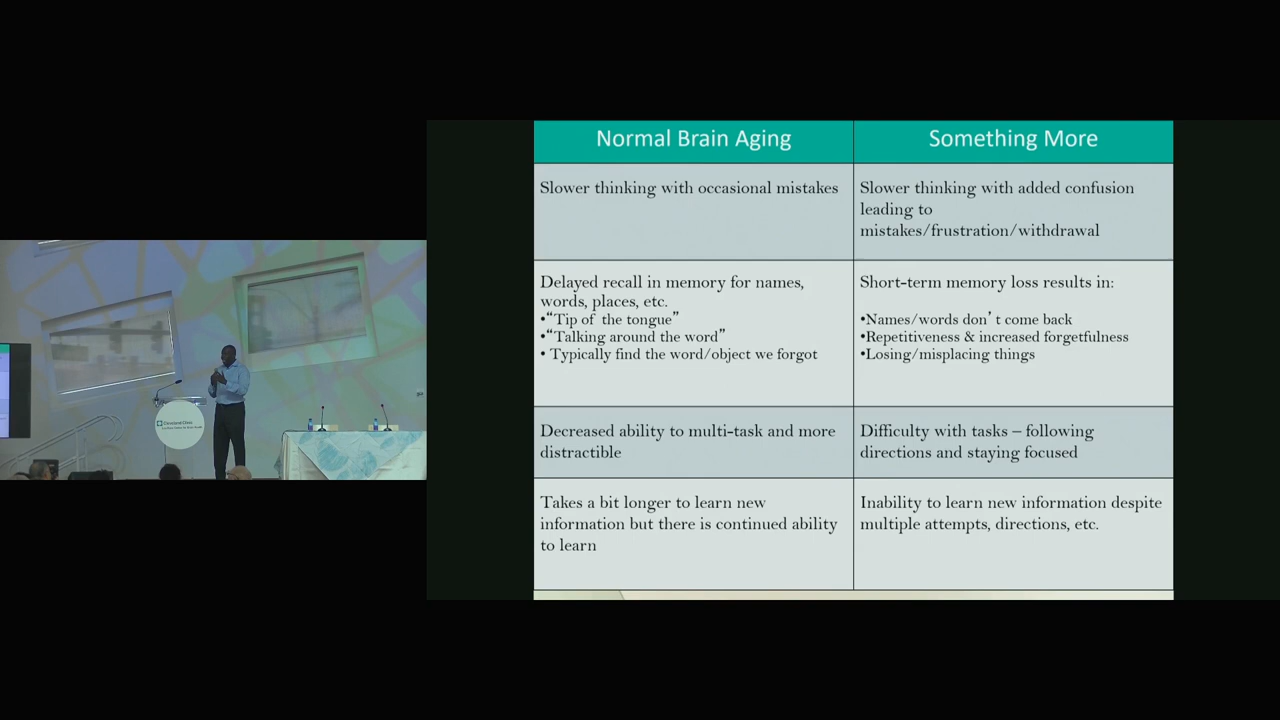 Normal Brain Aging
Something More
Slower thinking with occasional mistakes
Slower thinking with added confusion
leading to
mistakes/frustration/withdrawal
Delayed recall in memory for names,
words, places, etc.
•“Tip of the tongue”
•“Talking around the word”
• Typically find the word/object we forgot
Short-term memory loss results in:
•Names/words don’t come back
•Repetitiveness & increased forgetfulness
•Losing/misplacing things
Decreased ability to multi-task and more
distractible
Difficulty with tasks – following
directions and staying focused
Takes a bit longer to learn new
information but there is continued ability
to learn
Inability to learn new information despite
multiple attempts, directions, etc.
Cleveland Clinic